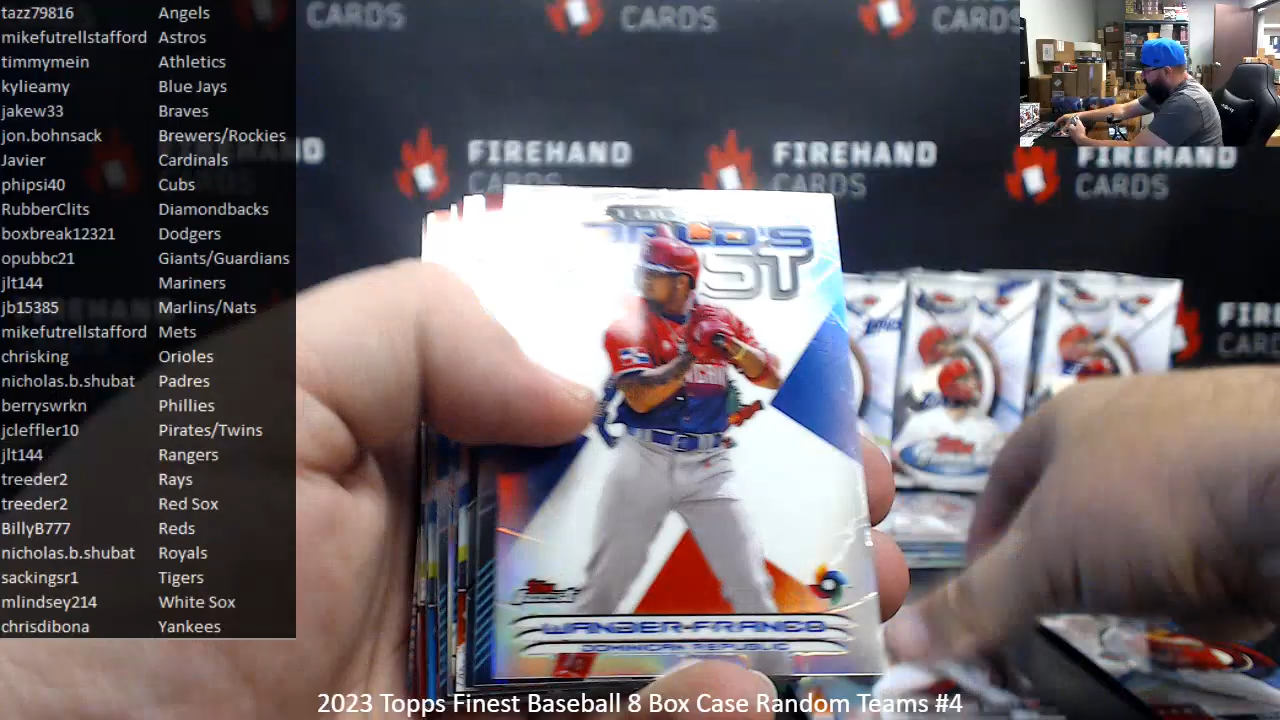 tazz79816 Angels
mikefutrellstafford Astros
timmymein Athletics
kylieamy Blue Jays
jakew33 Braves
jon.bohnsack Brewers/Rockies
Javier Cardinals
phipsi40 Cubs
RubberClits Diamondbacks
boxbreak12321 Dodgers
opubbc21 Giants/Guardians
jlt144 Mariners
jb15385 Marlins/Nats
mikefutrellstafford Mets
chrisking Orioles
nicholas.b.shubat Padres
berryswrkn Phillies
jcleffler10 Pirates/Twins
jlt144 Rangers
treeder2 Rays
treeder2 Red Sox
BillyB777 Reds
nicholas.b.shubat Royals
sackingsr1 Tigers
mlindsey214 White Sox
chrisdibona Yankees
CARDS
CARDS
CARDS
FIREHAND
CARDS
FIREHAND
CARDS
CARDS
WANDER FRANCO
DOMINICAN REPUBLIC
2023 Topps Finest Baseball 8 Box Case Random Teams #4